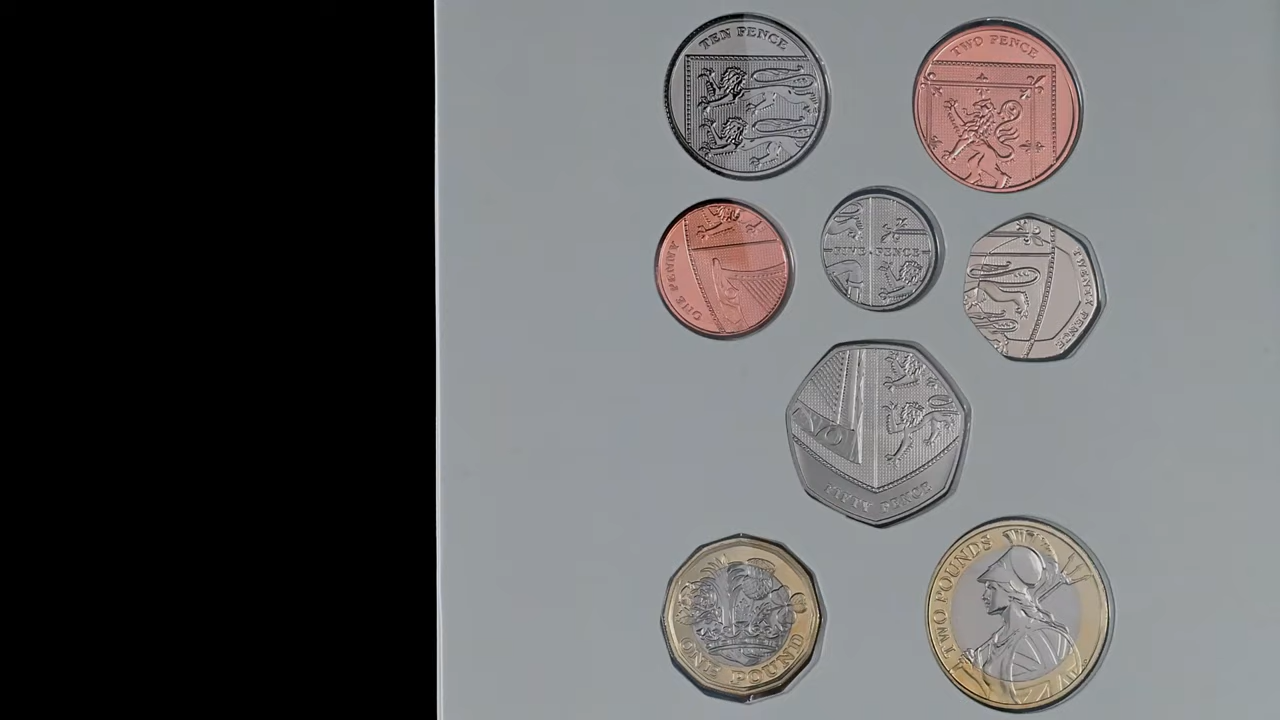 TEN PENCE
TWO PENCE
ONE PENNY
FIVE PENCE
TWENTY PENCE
FIFTY PENCE
ONE POUND
TWO POUNDS